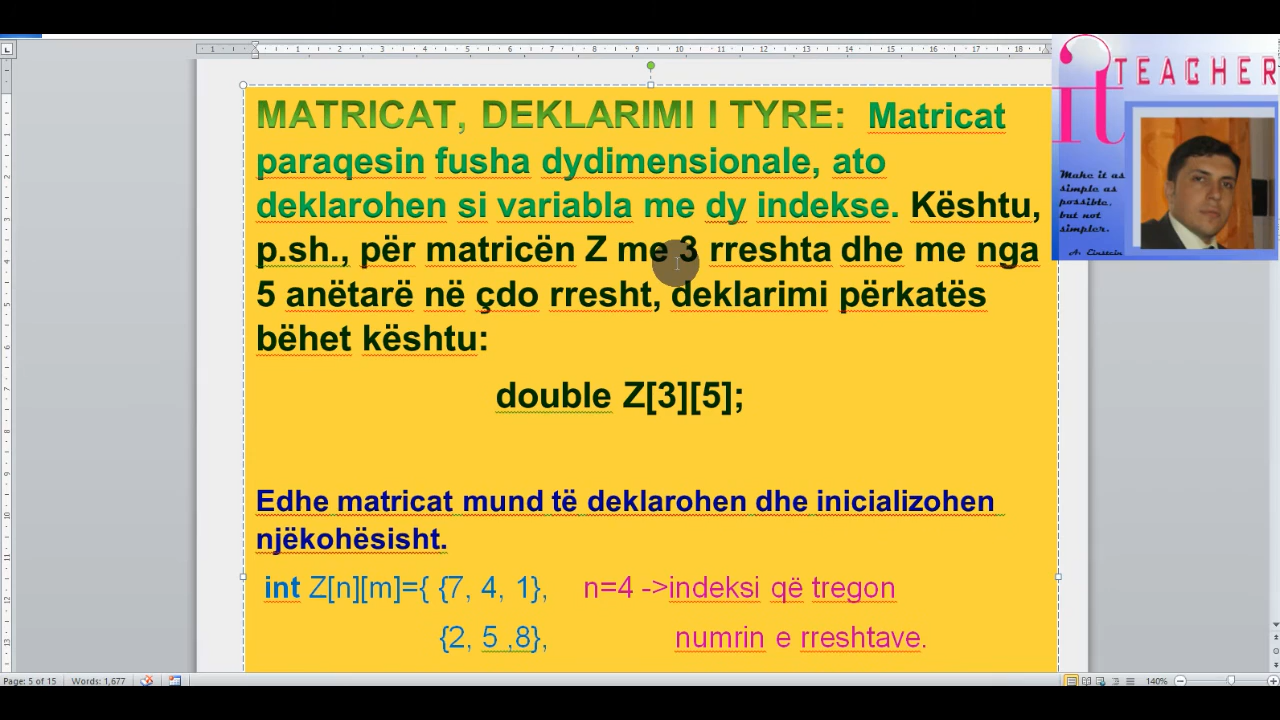 MATRICAT, DEKLARIMI I TYRE: Matricat
paraqesin fusha dydimensionale, ato
deklarohen si variabla me dy indekse. Kështu,
p.sh., për matricën Z me 3 rreshta dhe me nga
5 anëtarë në çdo rresht, deklarimi përkatës
bëhet kështu:
double Z[3][5];
Edhe matricat mund të deklarohen dhe inicializohen
njëkohësisht.
int Z[n][m]={ {7, 4, 1}, n=4 ->indeksi që tregon
{2, 5 ,8}, numrin e rreshtave.
it TEACHER
Make it as
simple as
possible,
but not
simpler.
A. Einstein
Page: 5 of 15 Words: 1,677 140%